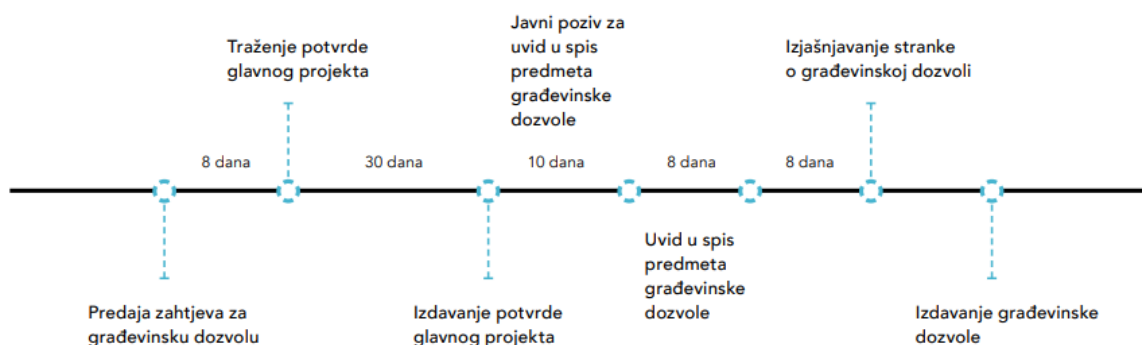 Traženje potvrde
glavnog projekta
Javni poziv za
uvid u spis
predmeta
građevinske
dozvole
Izjašnjavanje stranke
o građevinskoj dozvoli
8 dana
30 dana
10 dana
8 dana
8 dana
Predaja zahtjeva za
građevinsku dozvolu
Izdavanje potvrde
glavnog projekta
Uvid u spis
predmeta
građevinske
dozvole
Izdavanje građevinske
dozvole